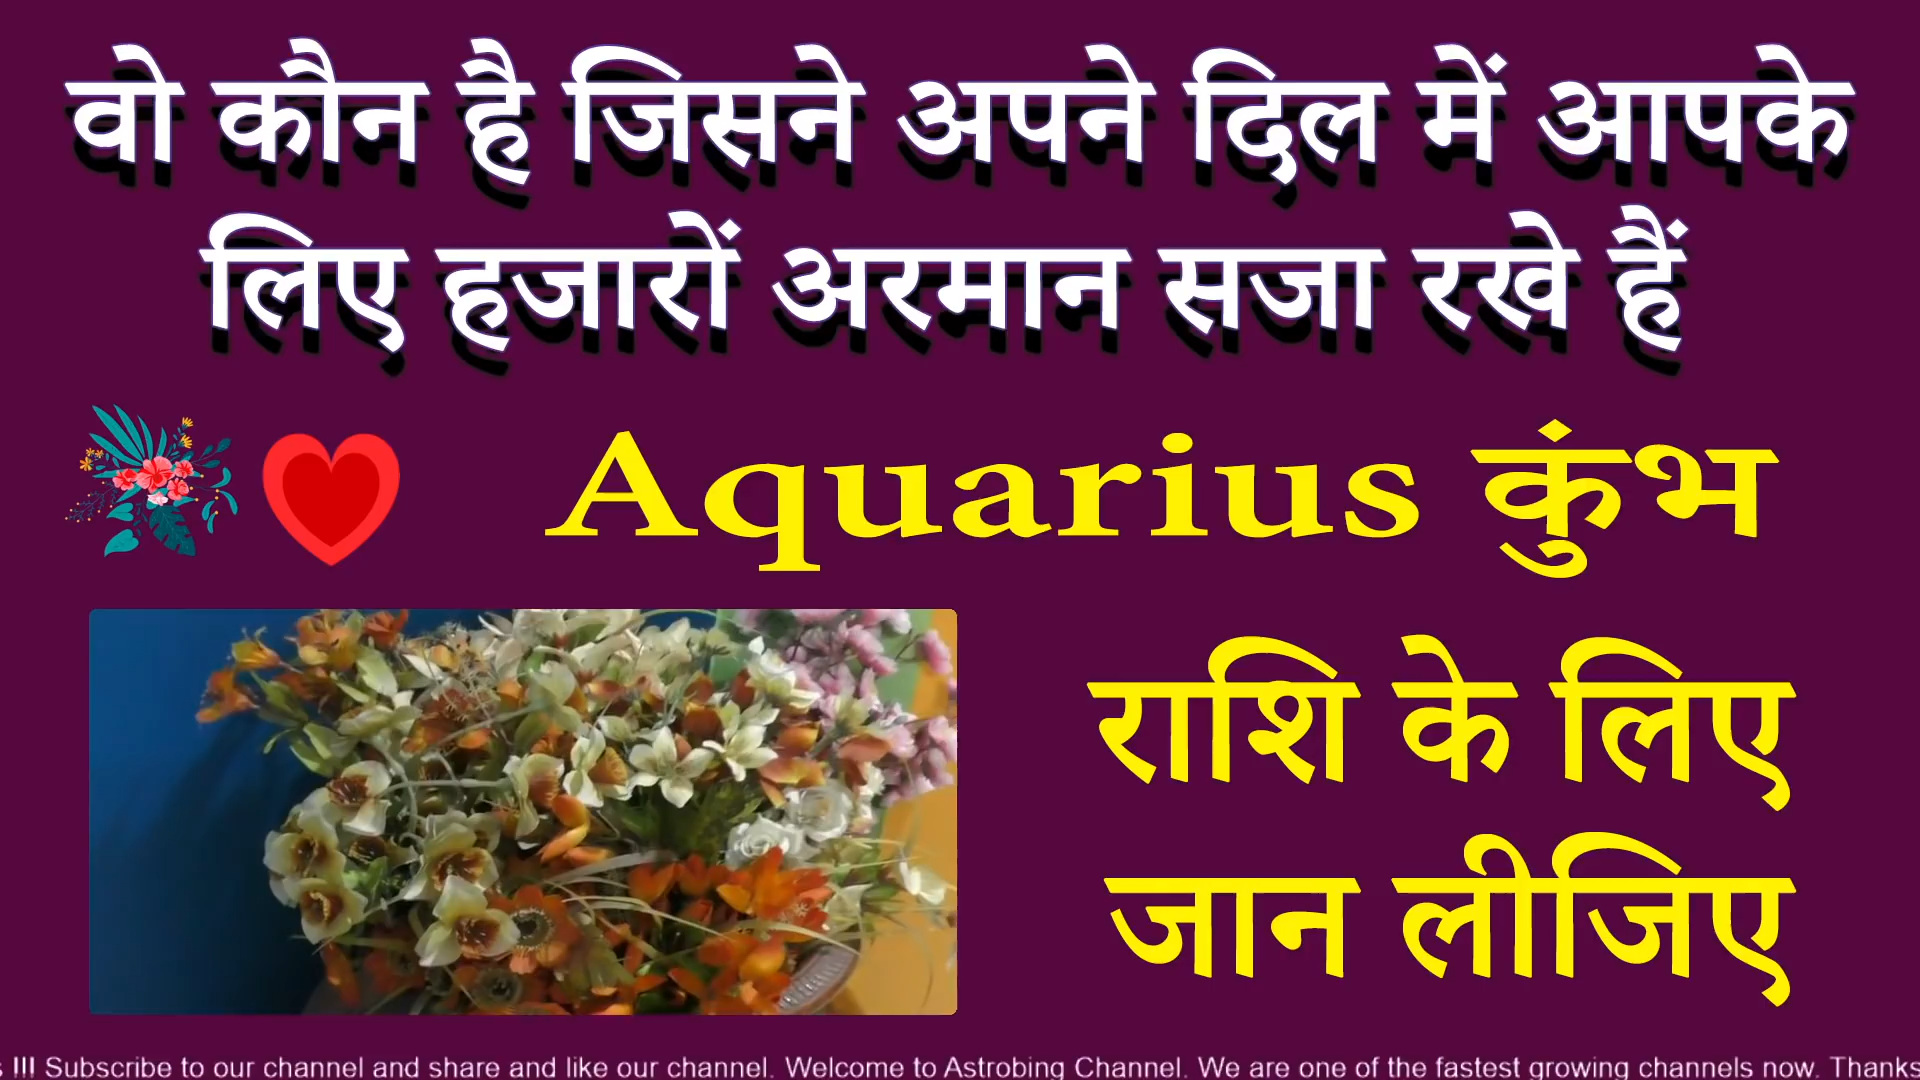 वो कौन है जिसने अपने दिल में आपके
लिए हजारों अरमान सजा रखे हैं
Aquarius कुंभ
राशि के लिए
जान लीजिए
!!! Subscribe to our channel and share and like our channel. Welcome to Astrobing Channel. We are one of the fastest growing channels now. Thanks